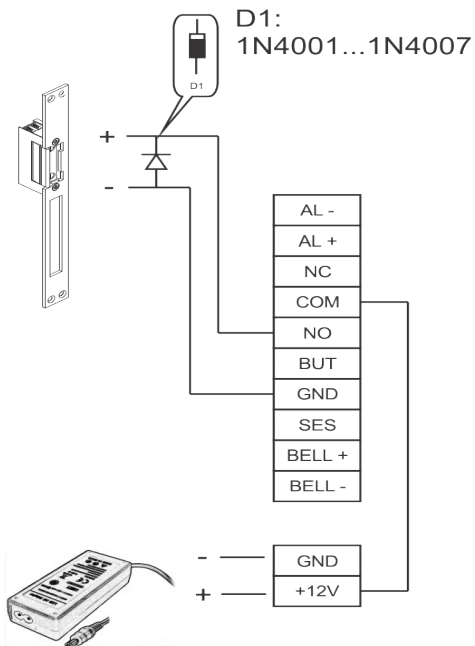 D1:
1N4001...1N4007
D1
+
-
AL -
AL +
NC
COM
NO
BUT
GND
SES
BELL +
BELL -
- GND
+ +12V